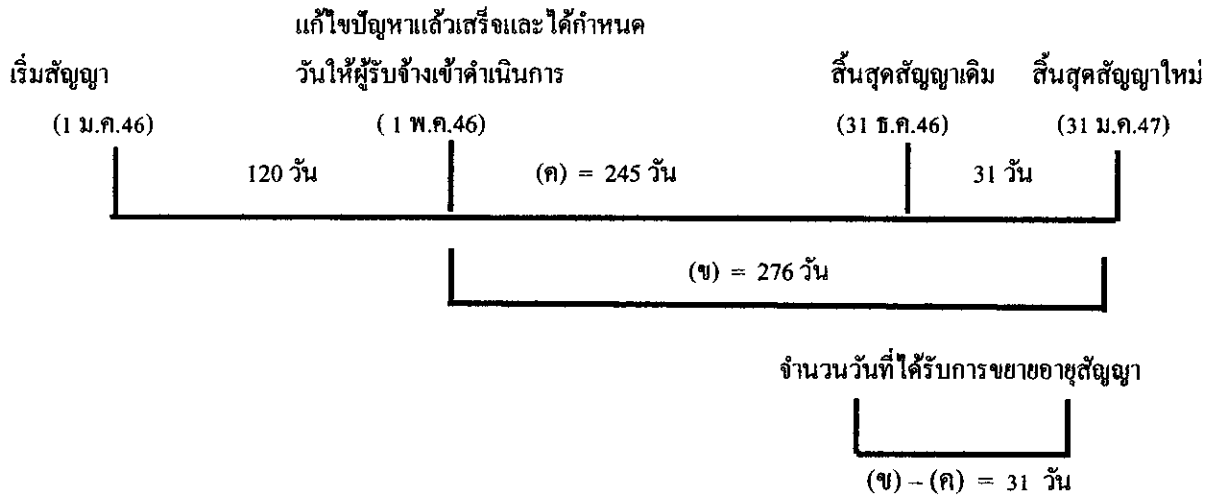 แก้ไขปัญหาแล้วเสร็จและได้กำหนด
เริ่มสัญญา วันให้ผู้รับจ้างเข้าดำเนินการ สิ้นสุดสัญญาเดิม สิ้นสุดสัญญาใหม่
(1 ม.ค.46) ( 1 พ.ค.46) (31 ธ.ค.46) (31 ม.ค.47)
120 วัน (ค) = 245 วัน 31 วัน
(ข) = 276 วัน
จำนวนวันที่ได้รับการขยายอายุสัญญา
(ข) – (ค) = 31 วัน